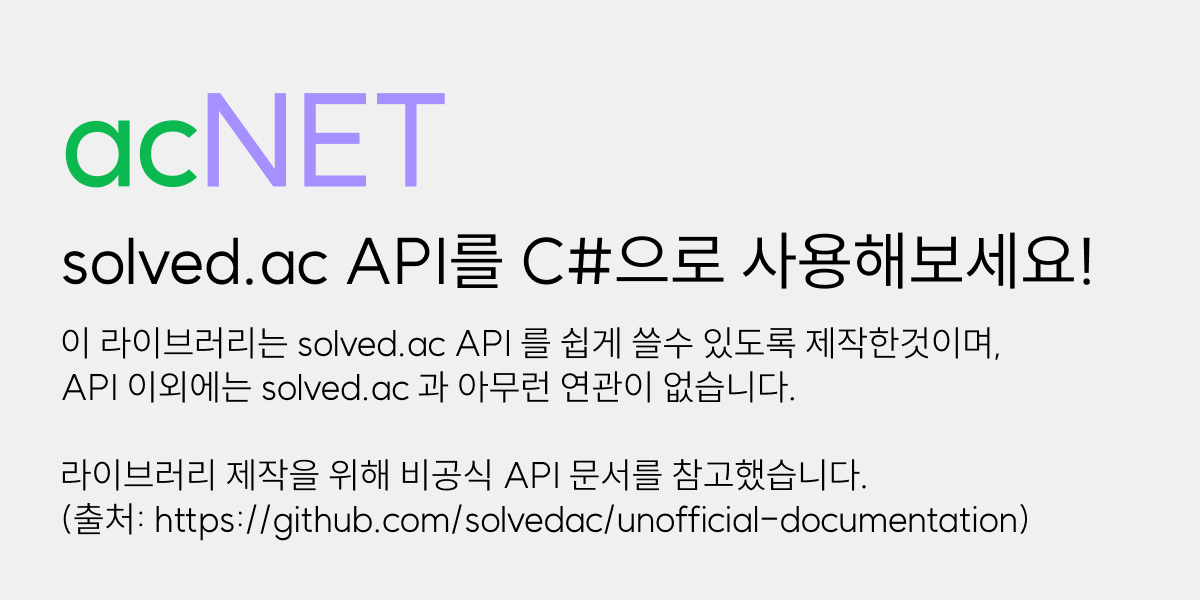 acNET
solved.ac API를 C#으로 사용해보세요!
이 라이브러리는 solved.ac API 를 쉽게 쓸수 있도록 제작한것이며,
API 이외에는 solved.ac 과 아무런 연관이 없습니다.
라이브러리 제작을 위해 비공식 API 문서를 참고했습니다.
(출처: https://github.com/solvedac/unofficial-documentation)